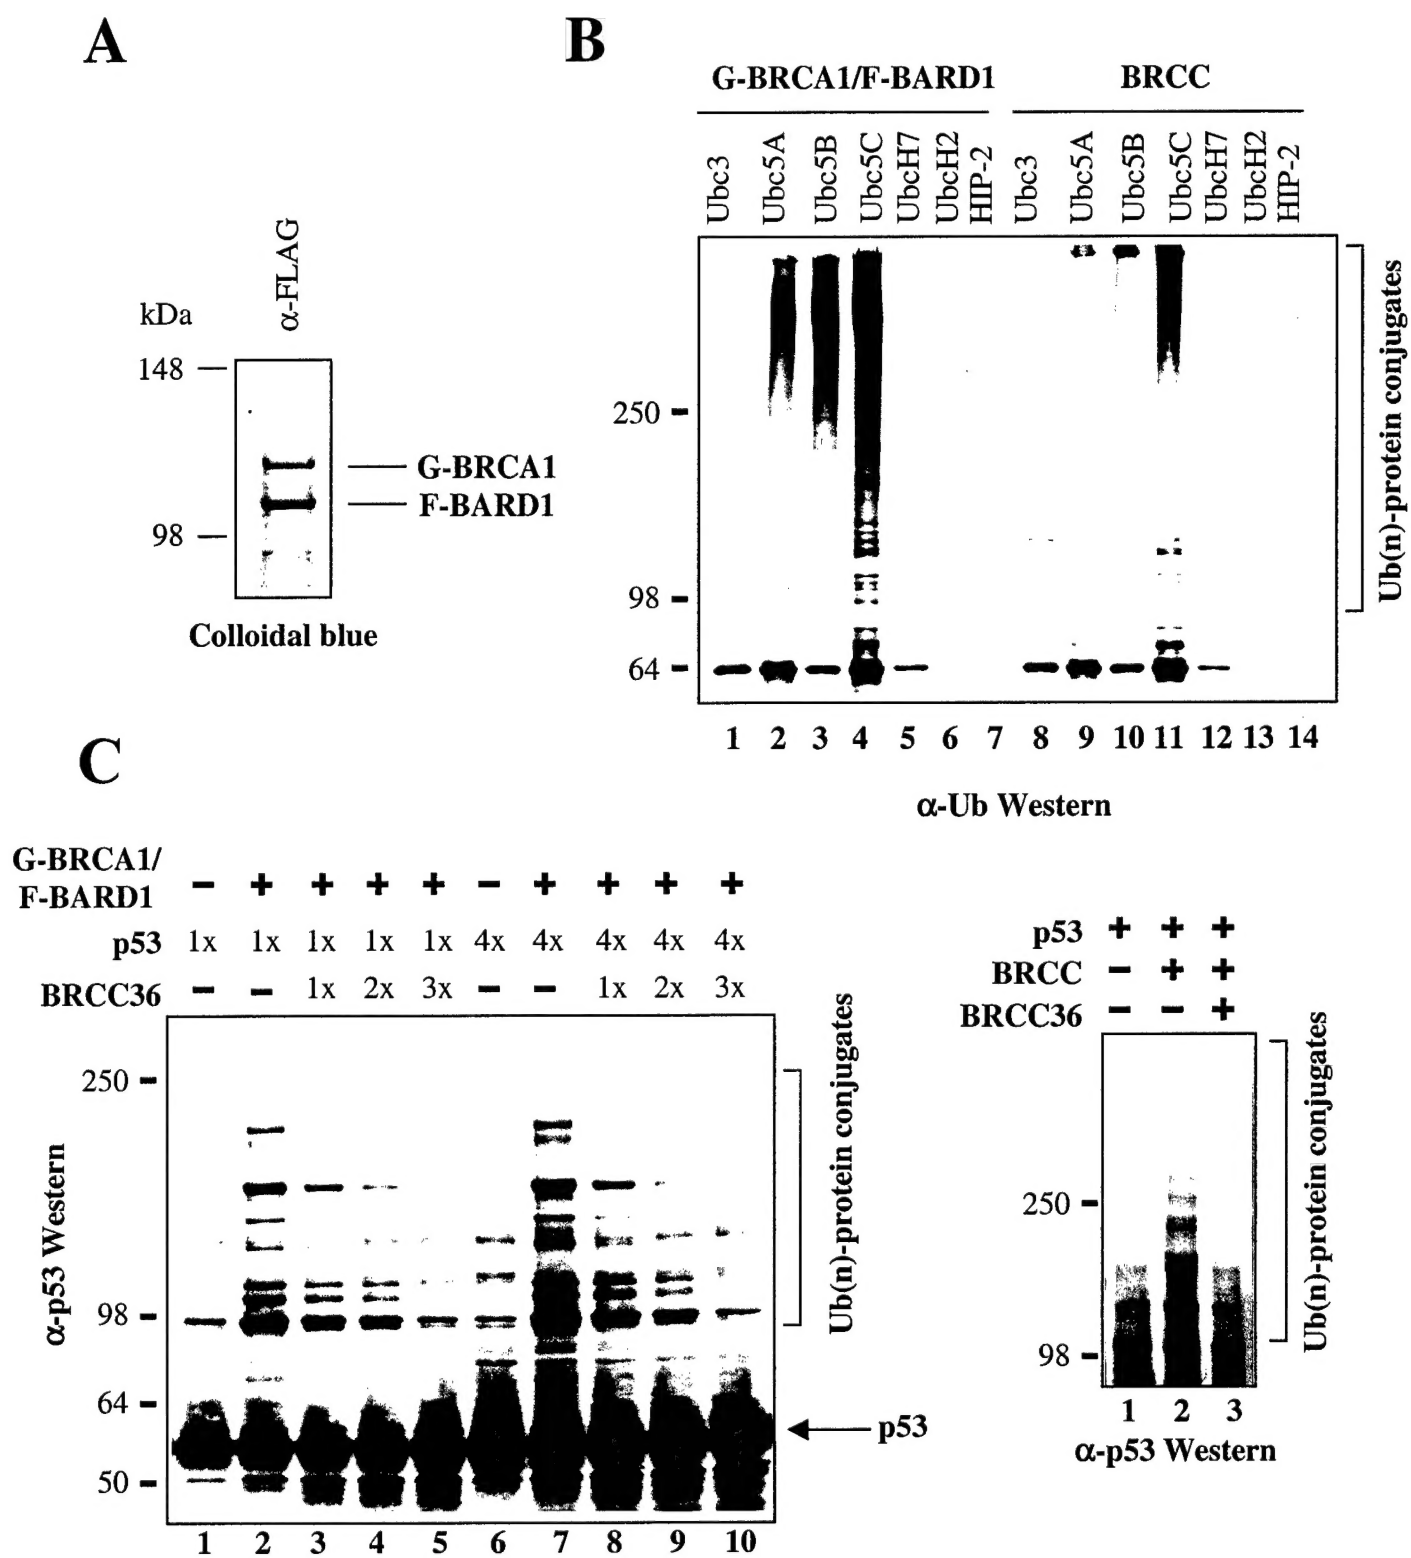 A
kDa
α-FLAG
148
G-BRCA1
F-BARD1
98
Colloidal blue
B
G-BRCA1/F-BARD1 BRCC
Ubc3 Ubc5A Ubc5B Ubc5C UbcH7 UbcH2 HIP-2 Ubc3 Ubc5A Ubc5B Ubc5C UbcH7 UbcH2 HIP-2
250
98
64
Ub(n)-protein conjugates
1 2 3 4 5 6 7 8 9 10 11 12 13 14
α-Ub Western
C
G-BRCA1/
F-BARD1 − + + + + − + + + +
p53 1x 1x 1x 1x 1x 4x 4x 4x 4x 4x
BRCC36 − − 1x 2x 3x − − 1x 2x 3x
250
98
64
50
α-p53 Western
Ub(n)-protein conjugates
p53
1 2 3 4 5 6 7 8 9 10
p53 + + +
BRCC − + +
BRCC36 − − +
250
98
Ub(n)-protein conjugates
1 2 3
α-p53 Western